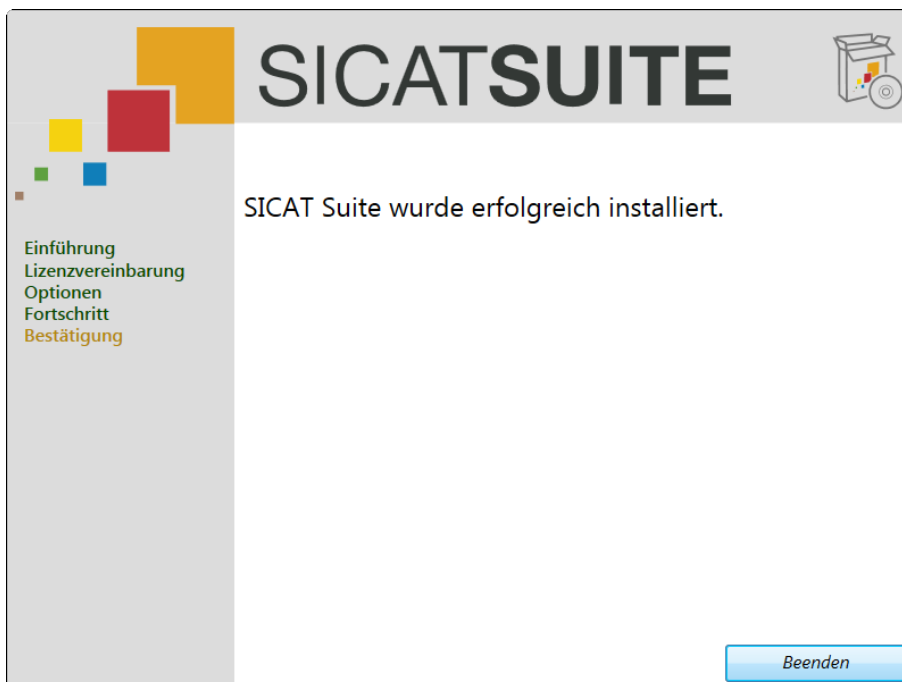 SICATSUITE
SICAT Suite wurde erfolgreich installiert.
Einführung
Lizenzvereinbarung
Optionen
Fortschritt
Bestätigung
Beenden